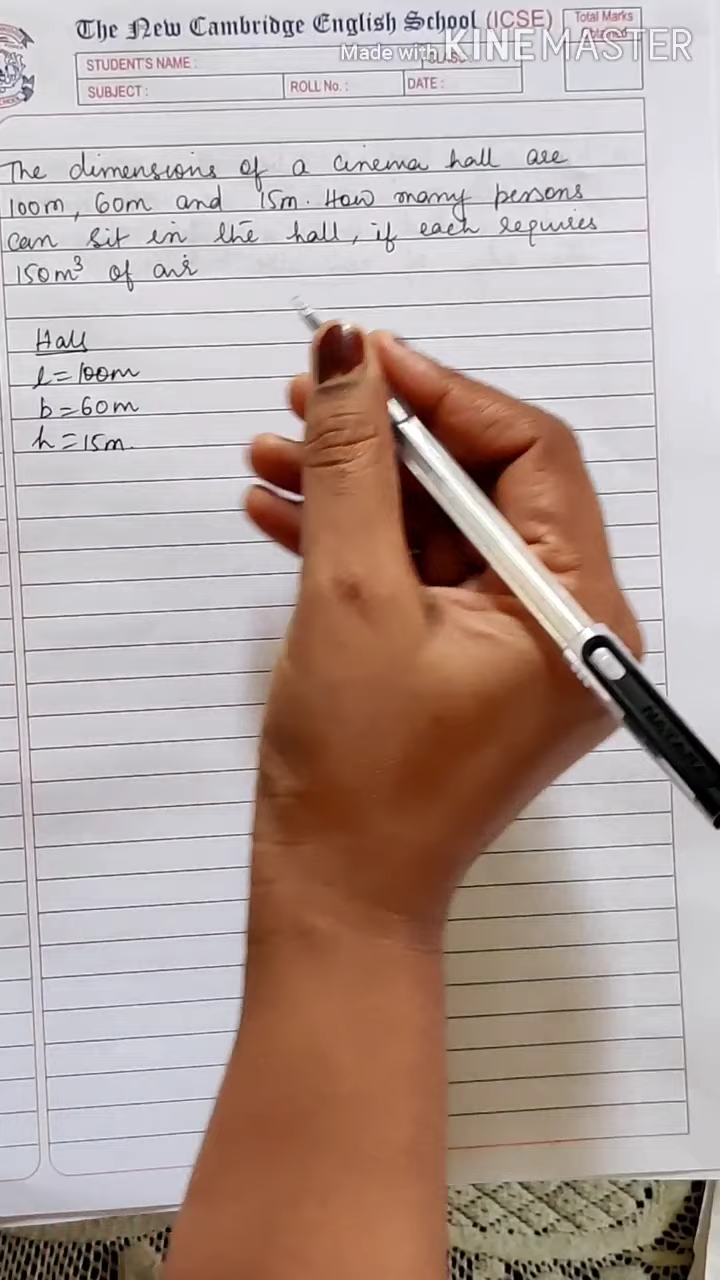 The New Cambridge English School (ICSE)
Total Marks
Made with KINEMASTER
STUDENT'S NAME :
SUBJECT :
ROLL No. :
DATE :
The dimensions of a cinema hall are
100m, 60m and 15m. How many persons
can sit in the hall, if each requires
150m³ of air
Hall
l = 100m
b = 60m
h = 15m.